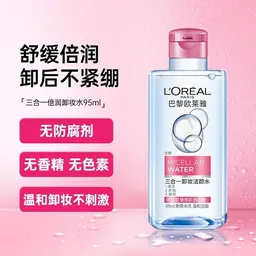 舒缓倍润
卸后不紧绷
「三合一倍润卸妆水95ml」
无防腐剂
无香精 无色素
温和卸妆不刺激
L'ORÉAL
PARIS
巴黎欧莱雅
MICELLAR
WATER
三合一卸妆洁颜水